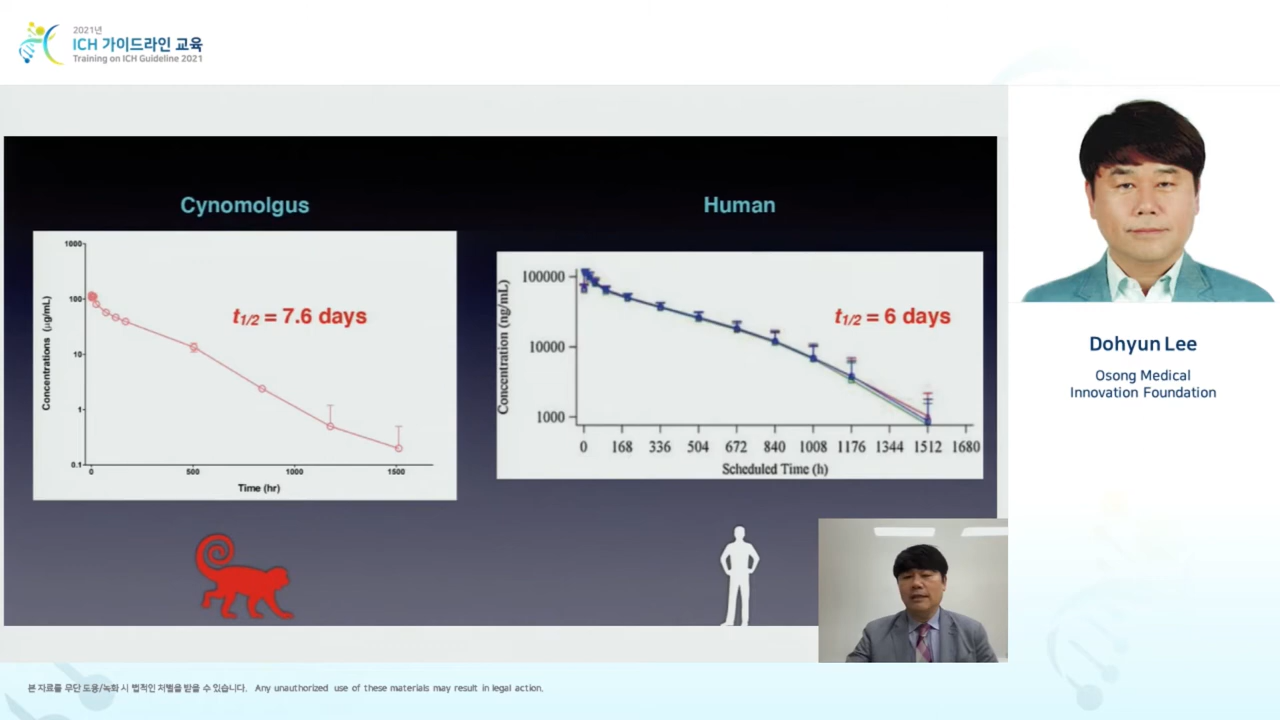 2021년
ICH 가이드라인 교육
Training on ICH Guideline 2021
Cynomolgus
Human
1000
100
10
1
0.1
Concentrations (μg/mL)
t1/2 = 7.6 days
0
500
1000
1500
Time (hr)
100000
10000
1000
Concentration (ng/mL)
t1/2 = 6 days
0 168 336 504 672 840 1008 1176 1344 1512 1680
Scheduled Time (h)
Dohyun Lee
Osong Medical
Innovation Foundation
본 자료를 무단 도용/녹화 시 법적인 처벌을 받을 수 있습니다. Any unauthorized use of these materials may result in legal action.